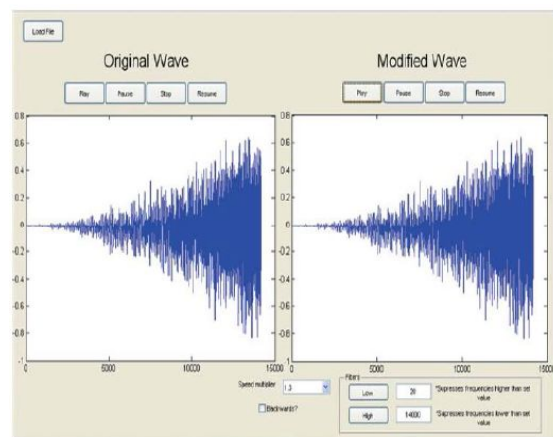 Load File
Original Wave
Modified Wave
Play Pause Stop Resume
Play Pause Stop Resume
0.8
0.6
0.4
0.2
0
-0.2
-0.4
-0.6
-0.8
-1
0 5000 10000 15000
0.8
0.6
0.4
0.2
0
-0.2
-0.4
-0.6
-0.8
-1
0 5000 10000 15000
Speed multiplier
1.0
Backwards?
Filters
Low 20 *Supresses frequencies higher than set
value
High 14000 *Supresses frequencies lower than set
value